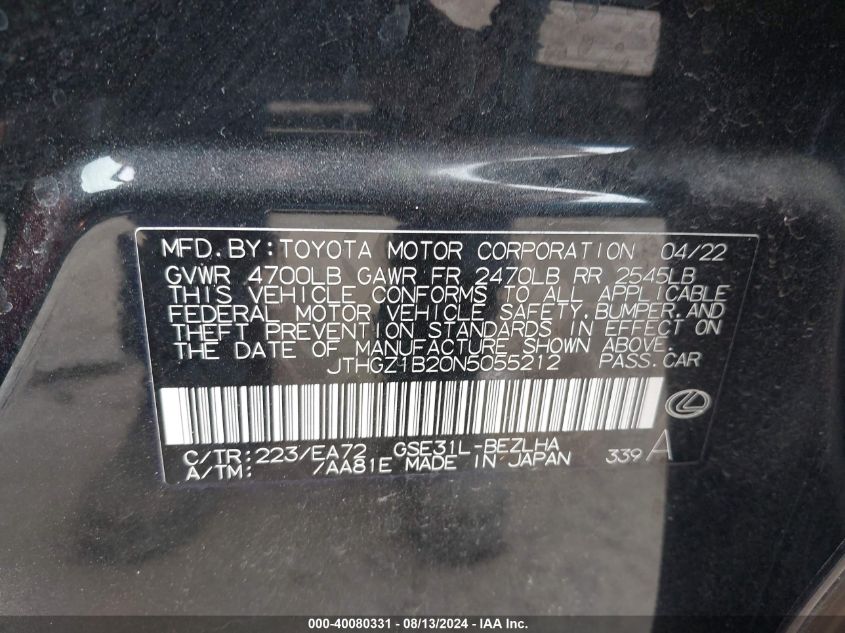 MFD. BY: TOYOTA MOTOR CORPORATION 04/22
GVWR 4700LB GAWR FR 2470LB RR 2545LB
THIS VEHICLE CONFORMS TO ALL APPLICABLE
FEDERAL MOTOR VEHICLE SAFETY, BUMPER, AND
THEFT PREVENTION STANDARDS IN EFFECT ON
THE DATE OF MANUFACTURE SHOWN ABOVE.
JTHGZ1B20N5055212 PASS. CAR
C/TR: 223/EA72 GSE31L-BEZLHA
A/TM: /AA81E MADE IN JAPAN 339 A
000-40080331 - 08/13/2024 - IAA Inc.